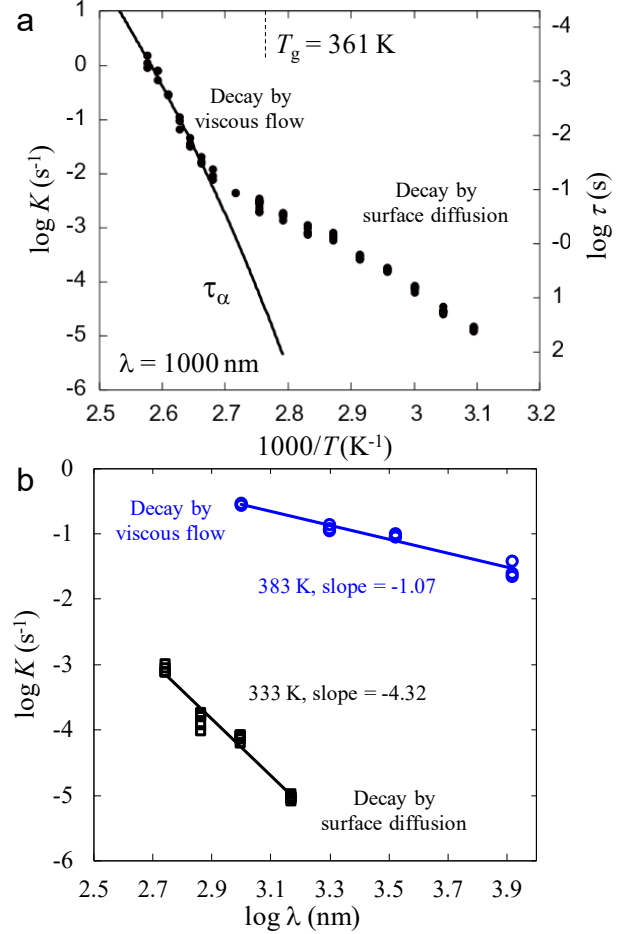 a
T_g = 361 K
Decay by
viscous flow
Decay by
surface diffusion
τ_α
λ = 1000 nm
log K (s⁻¹)
log τ (s)
0
-1
-2
-3
-4
-5
-6
-4
-3
-2
-1
-0
1
2
2.5 2.6 2.7 2.8 2.9 3 3.1 3.2
1000/T(K⁻¹)
b
Decay by
viscous flow
383 K, slope = -1.07
333 K, slope = -4.32
Decay by
surface diffusion
log K (s⁻¹)
0
-1
-2
-3
-4
-5
-6
2.5 2.7 2.9 3.1 3.3 3.5 3.7 3.9
log λ (nm)